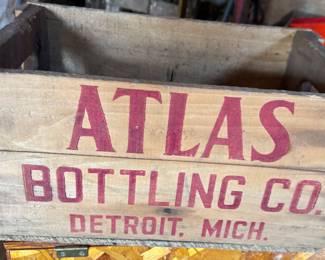 ATLAS
BOTTLING CO.
DETROIT, MICH.